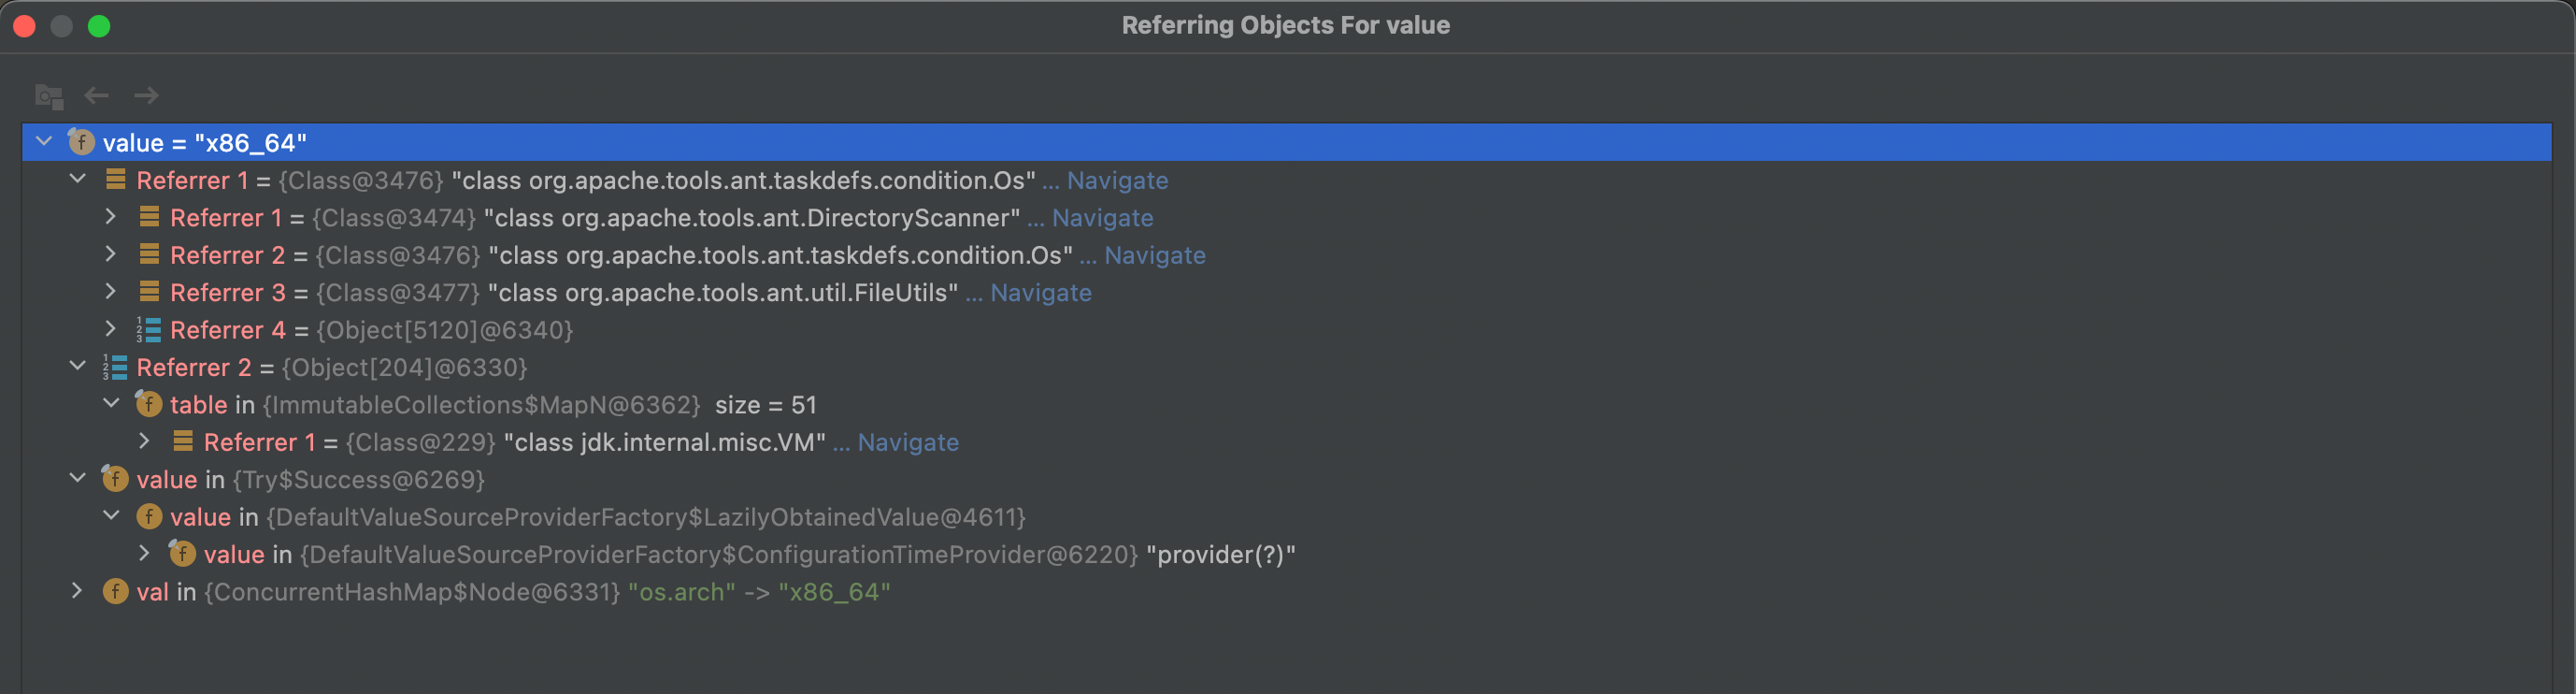 Referring Objects For value
value = "x86_64"
Referrer 1 = {Class@3476} "class org.apache.tools.ant.taskdefs.condition.Os" ... Navigate
Referrer 1 = {Class@3474} "class org.apache.tools.ant.DirectoryScanner" ... Navigate
Referrer 2 = {Class@3476} "class org.apache.tools.ant.taskdefs.condition.Os" ... Navigate
Referrer 3 = {Class@3477} "class org.apache.tools.ant.util.FileUtils" ... Navigate
Referrer 4 = {Object[5120]@6340}
Referrer 2 = {Object[204]@6330}
table in {ImmutableCollections$MapN@6362} size = 51
Referrer 1 = {Class@229} "class jdk.internal.misc.VM" ... Navigate
value in {Try$Success@6269}
value in {DefaultValueSourceProviderFactory$LazilyObtainedValue@4611}
value in {DefaultValueSourceProviderFactory$ConfigurationTimeProvider@6220} "provider(?)"
val in {ConcurrentHashMap$Node@6331} "os.arch" -> "x86_64"